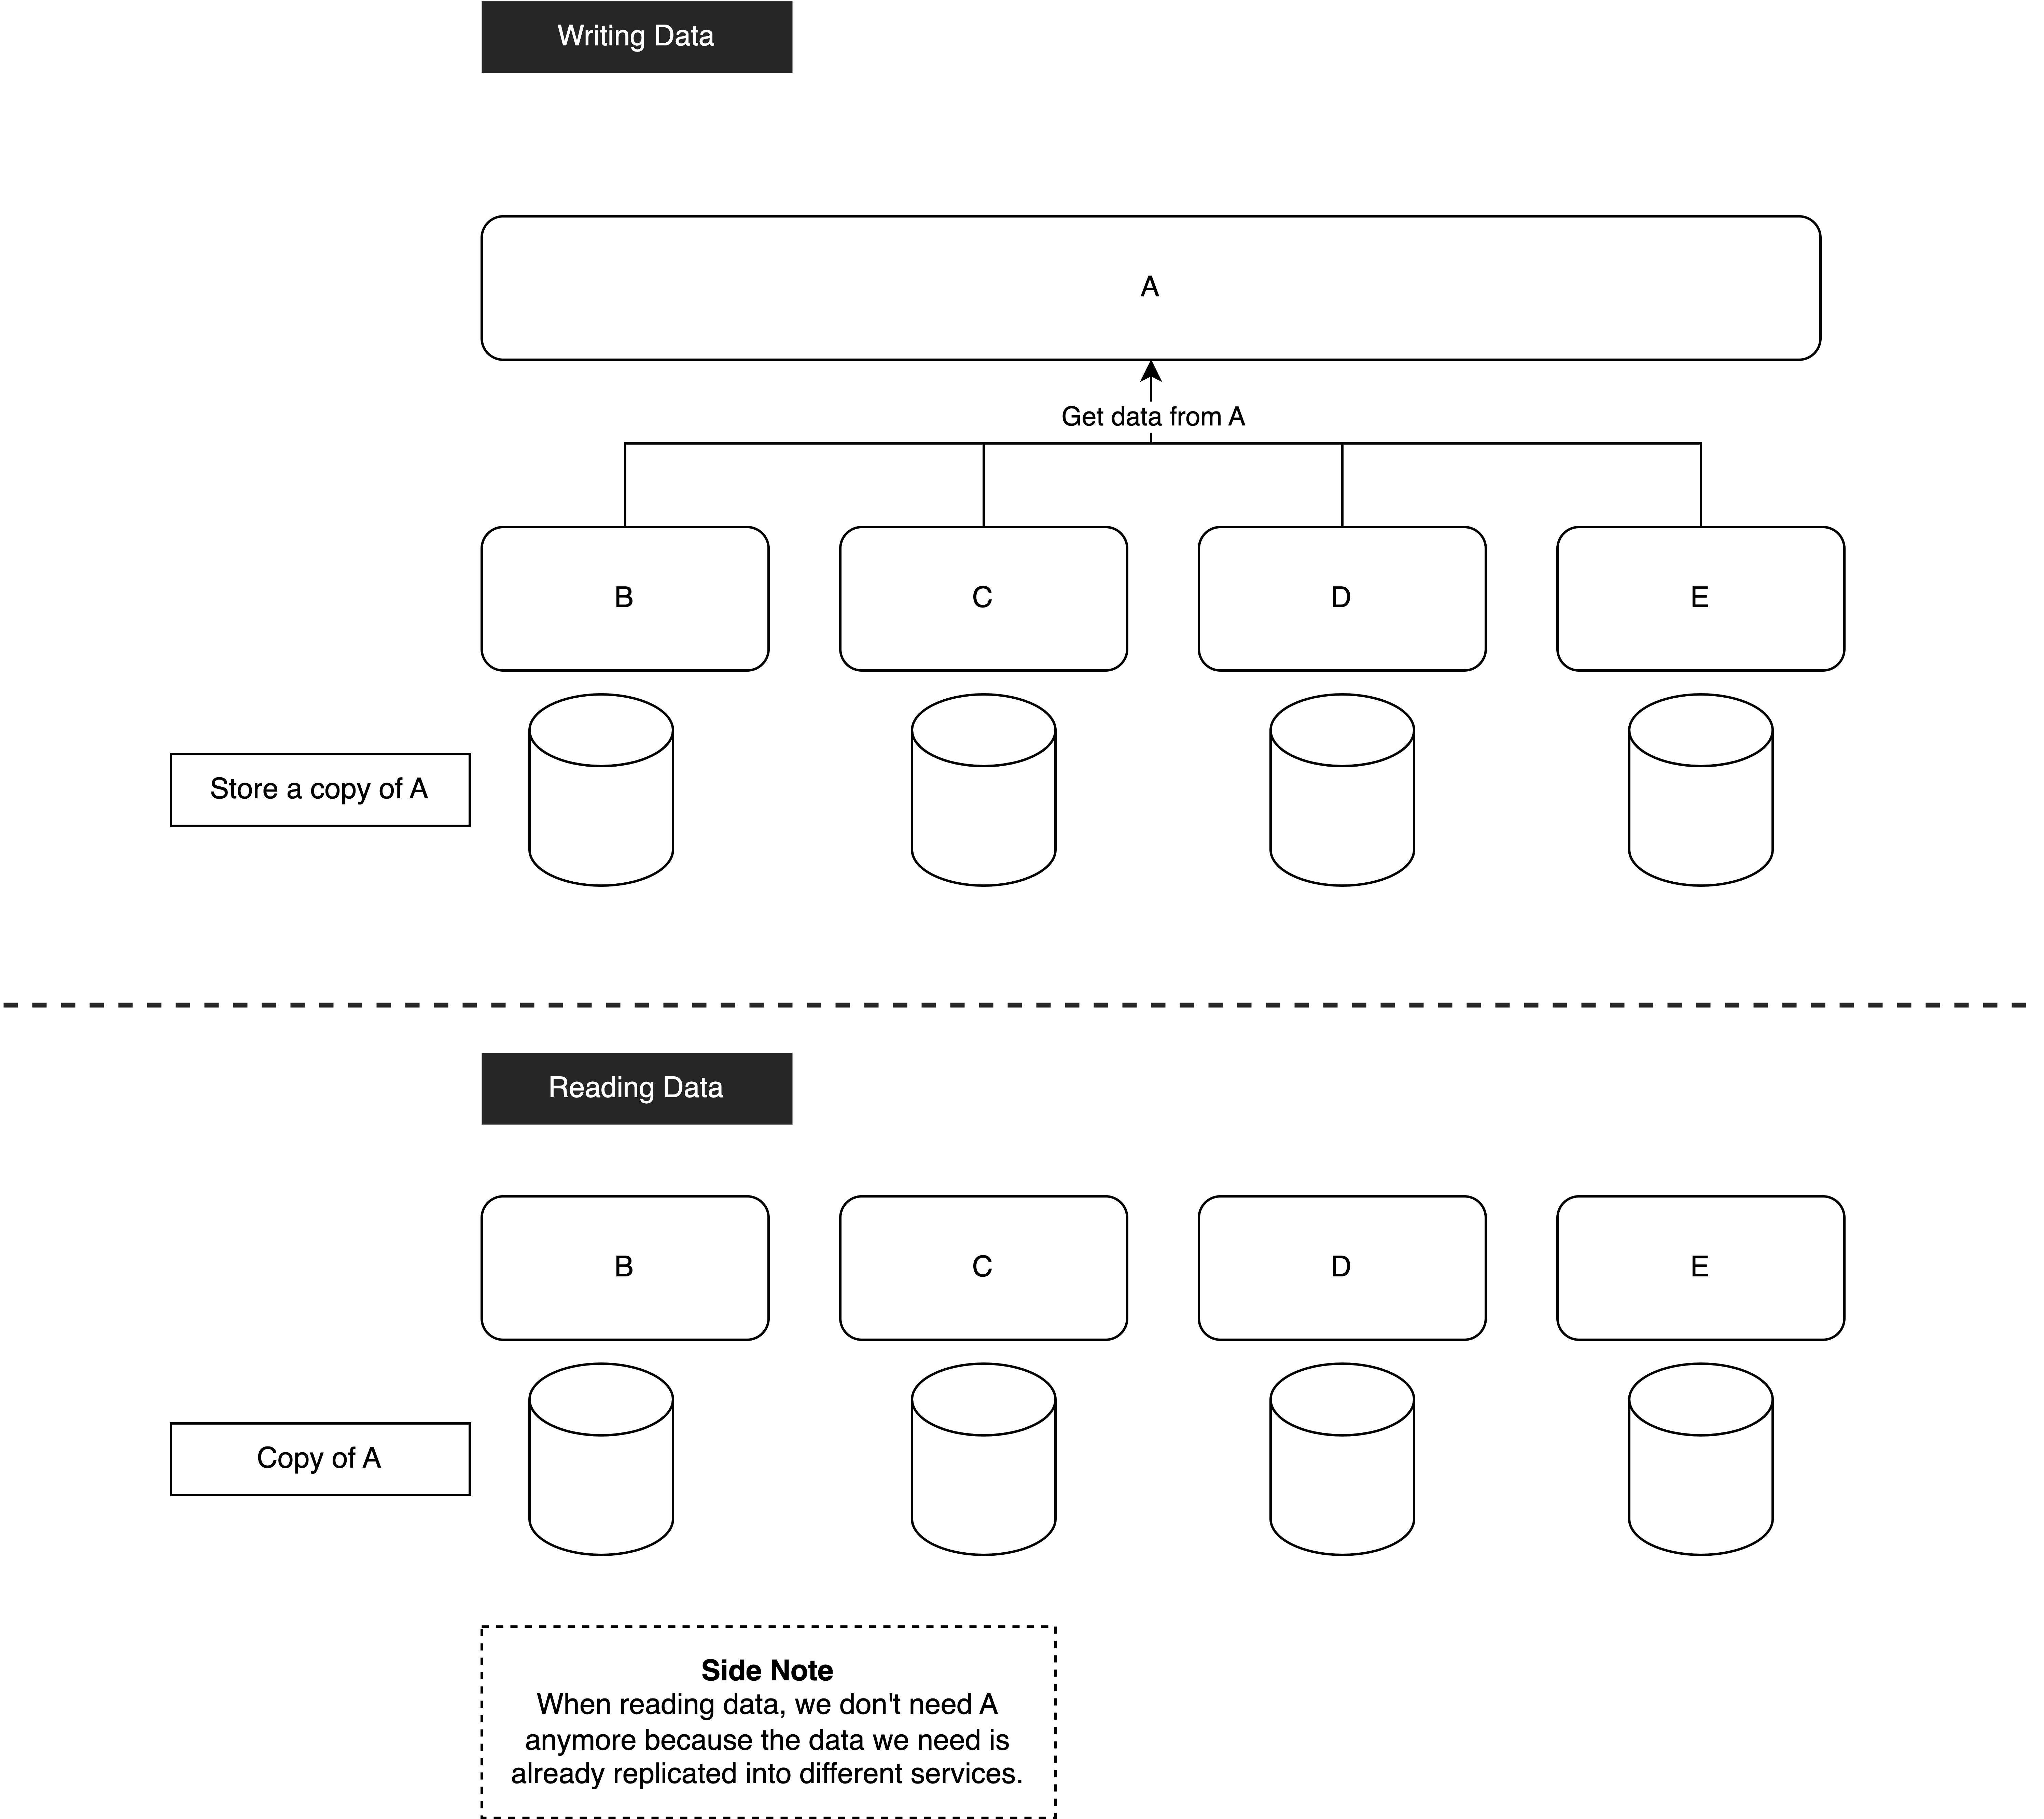 Writing Data
A
Get data from A
B
C
D
E
Store a copy of A
Reading Data
B
C
D
E
Copy of A
Side Note
When reading data, we don't need A
anymore because the data we need is
already replicated into different services.